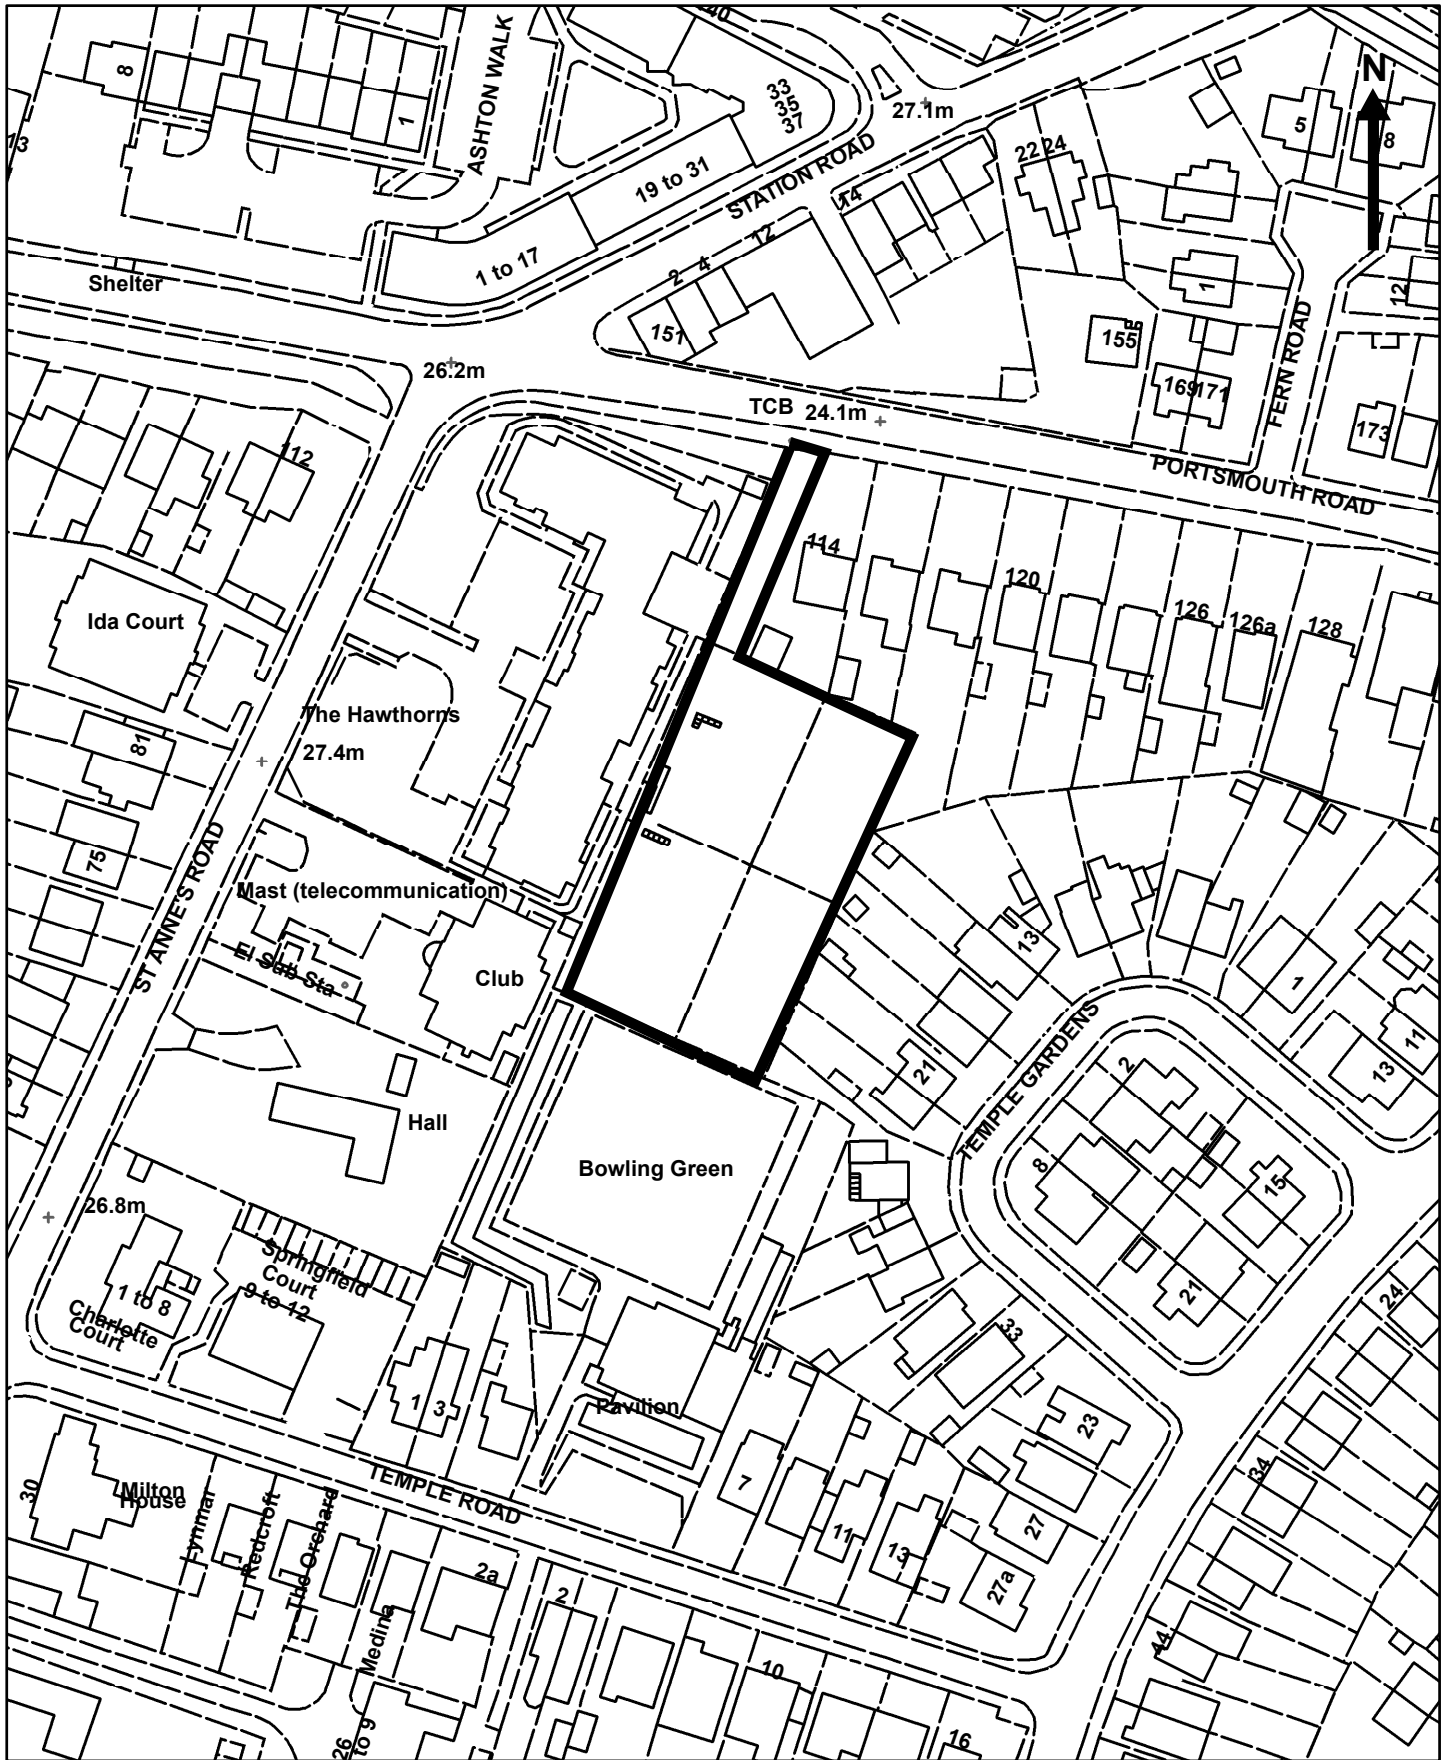 40
ASHTON WALK
8
33
35
37
27.1m
N
5
8
13
1
STATION ROAD
19 to 31
22 24
14
12
1 to 17
2
4
Shelter
1
12
151
155
FERN ROAD
26.2m
169
171
TCB
24.1m
173
112
PORTSMOUTH ROAD
114
120
126
126a
128
Ida Court
The Hawthorns
81
27.4m
75
ST ANNE'S ROAD
Mast (telecommunication)
13
El Sub Sta
Club
1
11
TEMPLE GARDENS
13
21
2
Hall
Bowling Green
8
15
26.8m
Springfield
Court
9 to 12
1 to 8
Charlotte
Court
21
24
33
1
3
Pavilion
23
7
34
TEMPLE ROAD
30
Milton
House
Lynmar
Redcroft
The Orchard
11
13
27
27a
2a
2
Medina
44
10
26
to 9
16